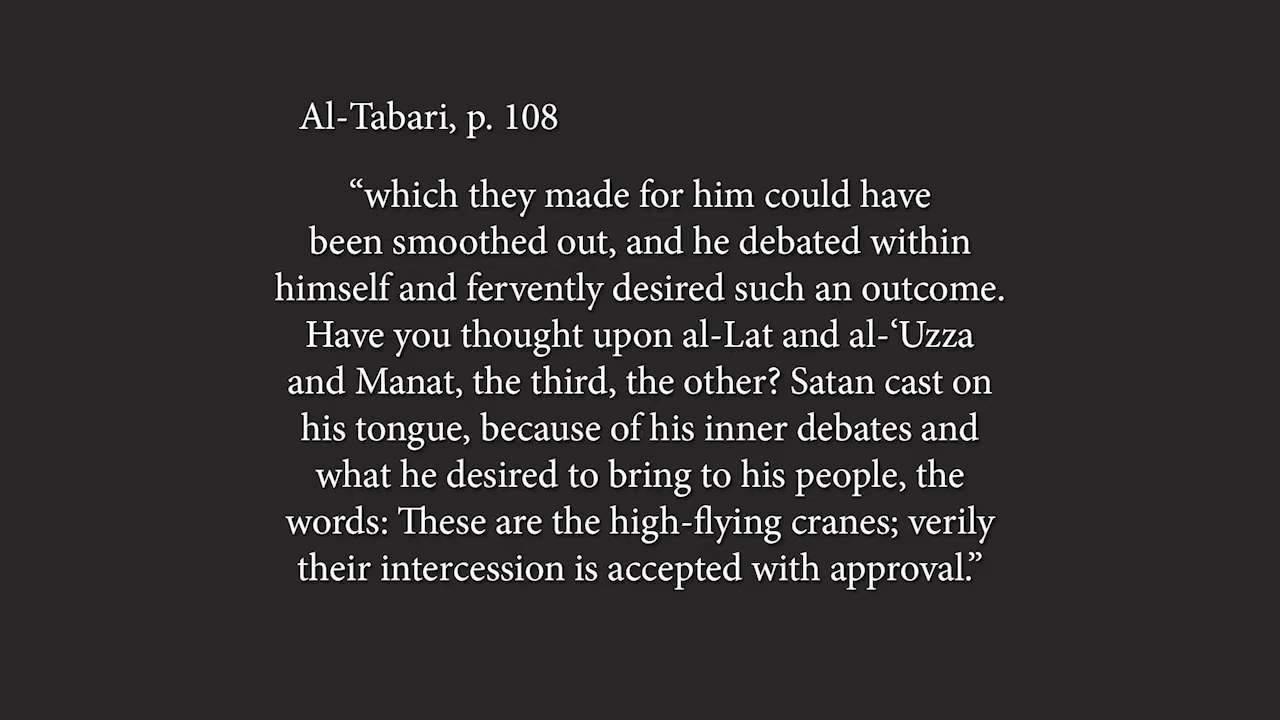 Al-Tabari, p. 108
“which they made for him could have
been smoothed out, and he debated within
himself and fervently desired such an outcome.
Have you thought upon al-Lat and al-‘Uzza
and Manat, the third, the other? Satan cast on
his tongue, because of his inner debates and
what he desired to bring to his people, the
words: These are the high-flying cranes; verily
their intercession is accepted with approval.”